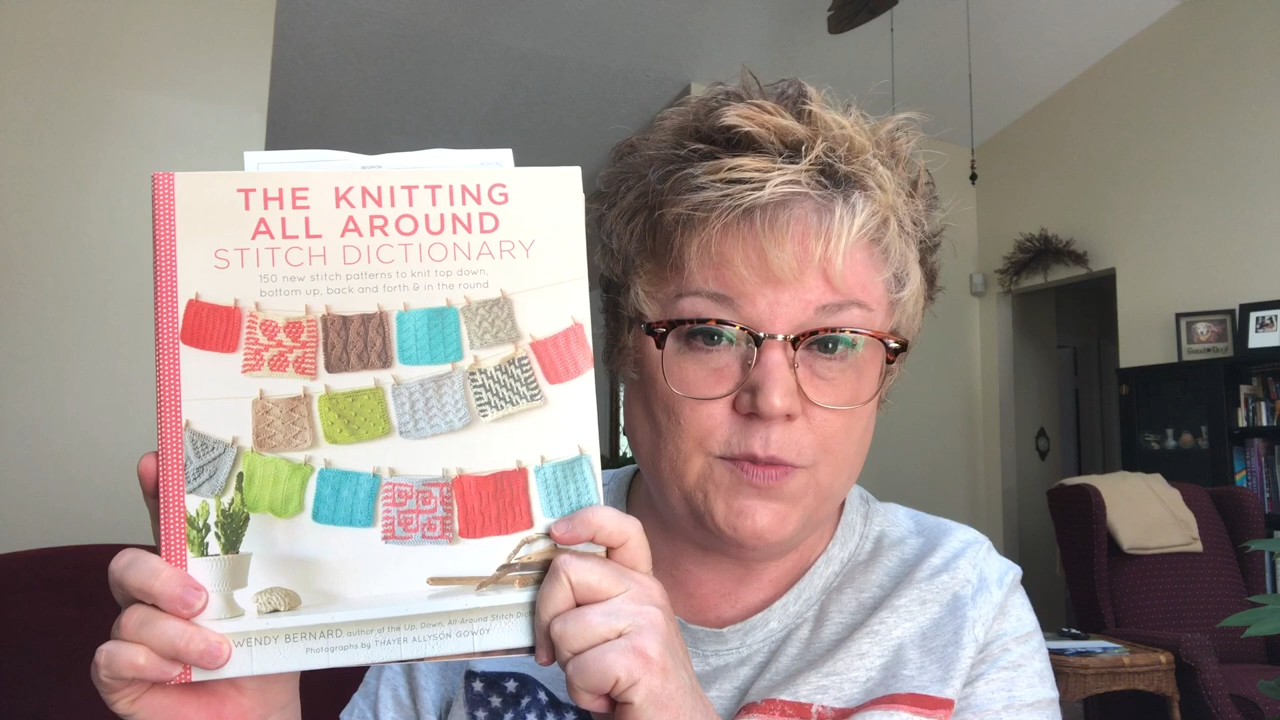 THE KNITTING
ALL AROUND
STITCH DICTIONARY
150 new stitch patterns to knit top down,
bottom up, back and forth & in the round
WENDY BERNARD, author of the Up, Down, All-Around Stitch
Photographs by THAYER ALLYSON GOWDY